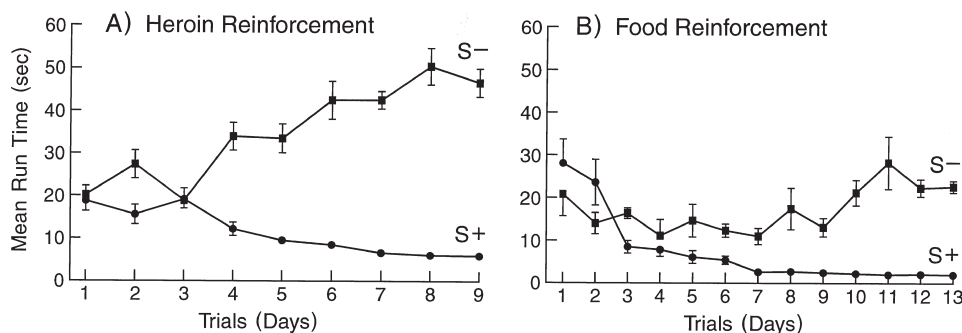 A) Heroin Reinforcement
Mean Run Time (sec)
60
50
40
30
20
10
0
S−
S+
1 2 3 4 5 6 7 8 9
Trials (Days)
B) Food Reinforcement
60
50
40
30
20
10
0
S−
S+
1 2 3 4 5 6 7 8 9 10 11 12 13
Trials (Days)